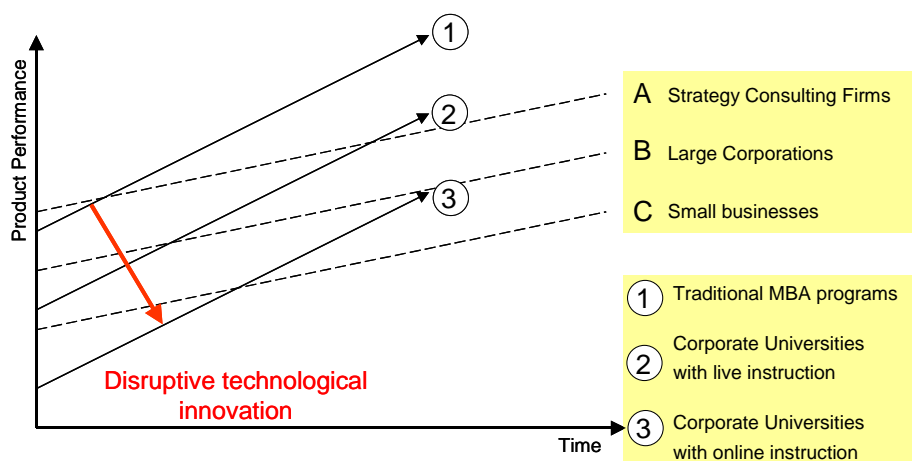 Product Performance
1
2
3
A Strategy Consulting Firms
B Large Corporations
C Small businesses
1 Traditional MBA programs
2 Corporate Universities
with live instruction
3 Corporate Universities
with online instruction
Disruptive technological
innovation
Time